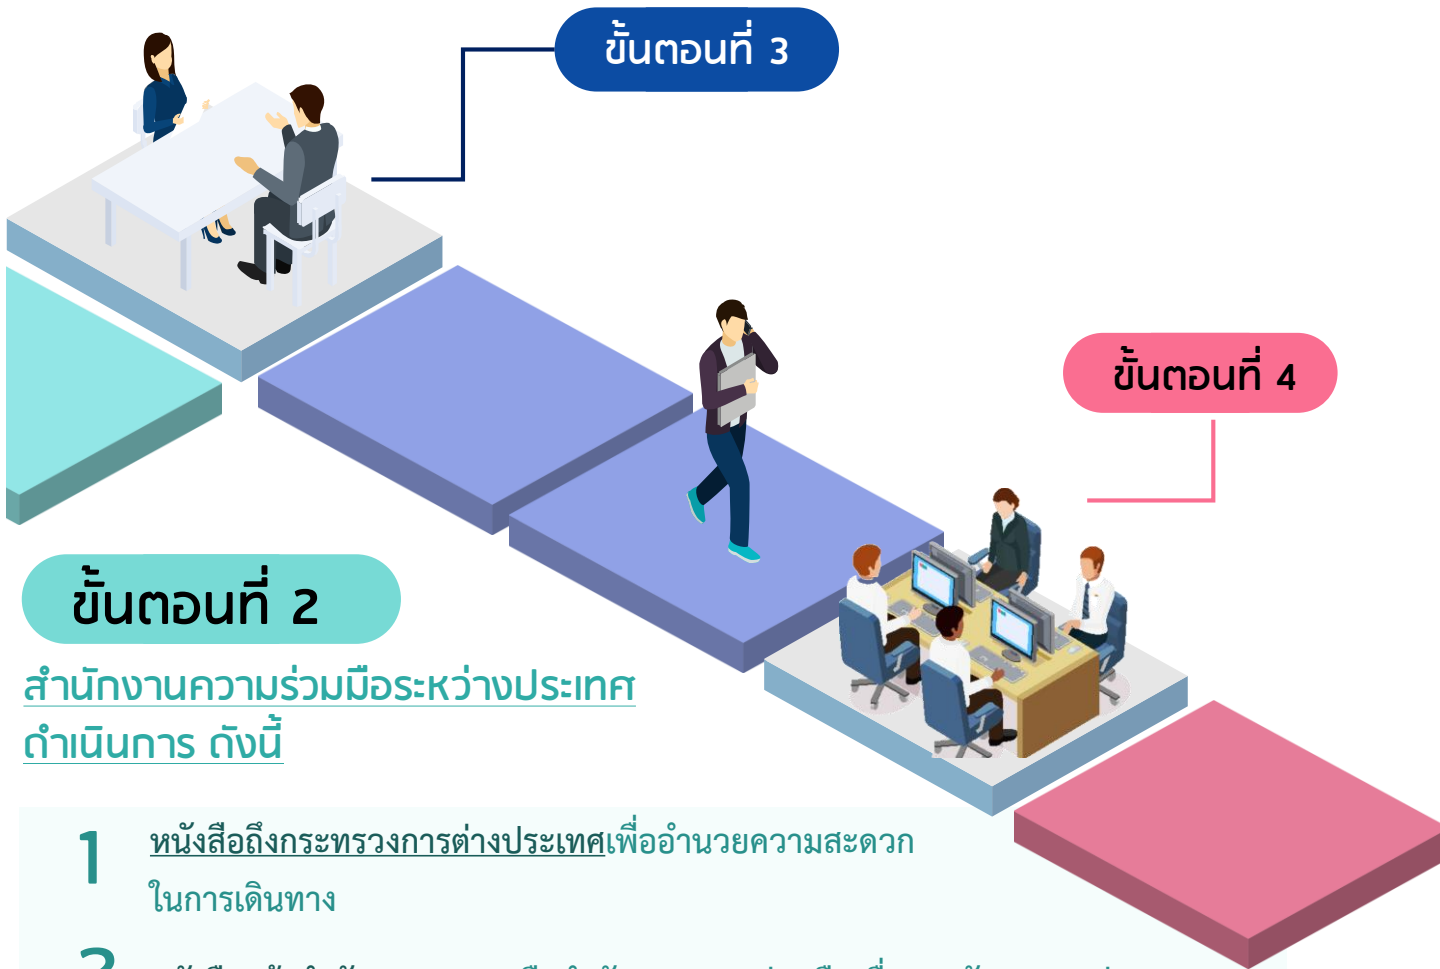 ขั้นตอนที่ 3
ขั้นตอนที่ 4
ขั้นตอนที่ 2
สำนักงานความร่วมมือระหว่างประเทศ
ดำเนินการ ดังนี้
1
หนังสือถึงกระทรวงการต่างประเทศเพื่ออำนวยความสะดวก
ในการเดินทาง